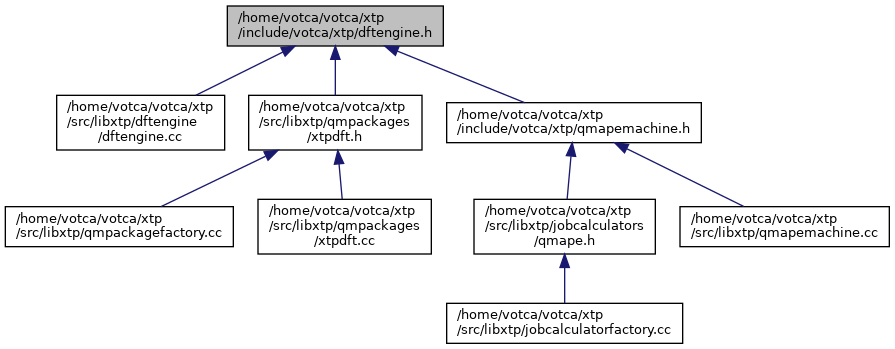 /home/votca/votca/xtp
/include/votca/xtp/dftengine.h
/home/votca/votca/xtp
/src/libxtp/dftengine
/dftengine.cc
/home/votca/votca/xtp
/src/libxtp/qmpackages
/xtpdft.h
/home/votca/votca/xtp
/include/votca/xtp/qmapemachine.h
/home/votca/votca/xtp
/src/libxtp/qmpackagefactory.cc
/home/votca/votca/xtp
/src/libxtp/qmpackages
/xtpdft.cc
/home/votca/votca/xtp
/src/libxtp/jobcalculators
/qmape.h
/home/votca/votca/xtp
/src/libxtp/qmapemachine.cc
/home/votca/votca/xtp
/src/libxtp/jobcalculatorfactory.cc